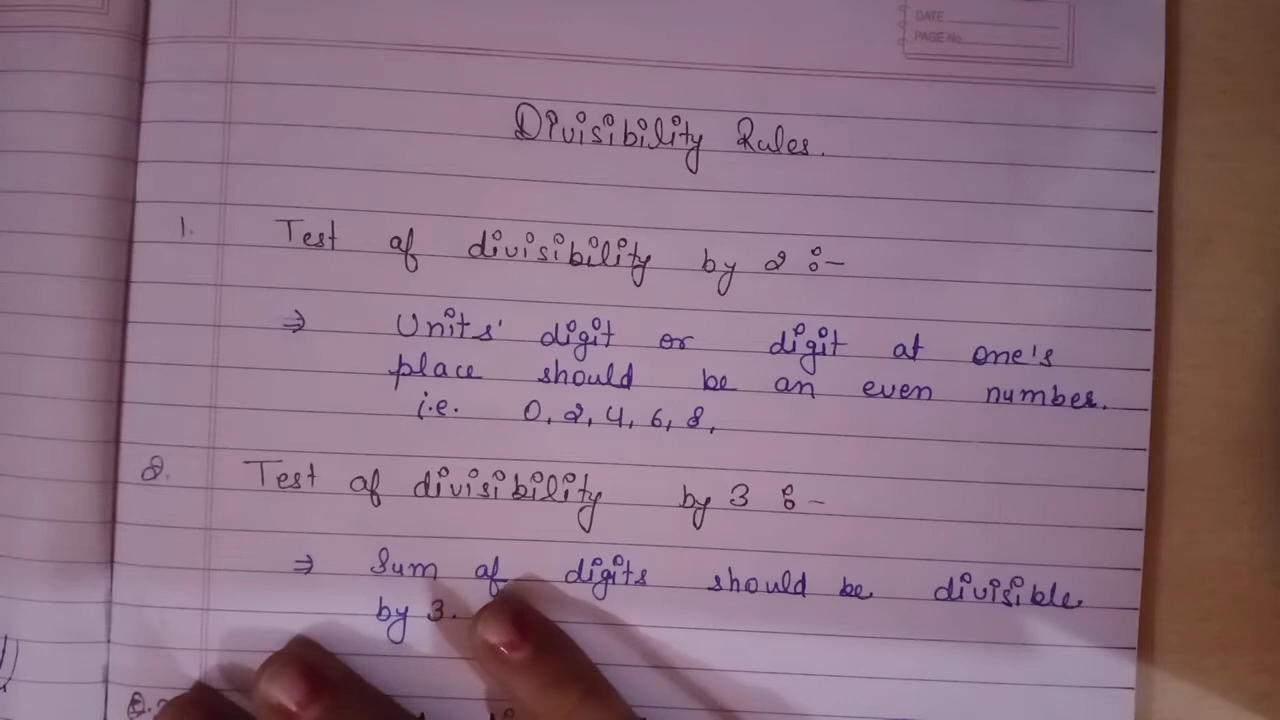 DATE
PAGE No.
Divisibility Rules.
1. Test of divisibility by 2 :-
⇒ Units' digit or digit at one's
place should be an even number.
i.e. 0, 2, 4, 6, 8,
2. Test of divisibility by 3 :-
⇒ Sum of digits should be divisible
by 3.